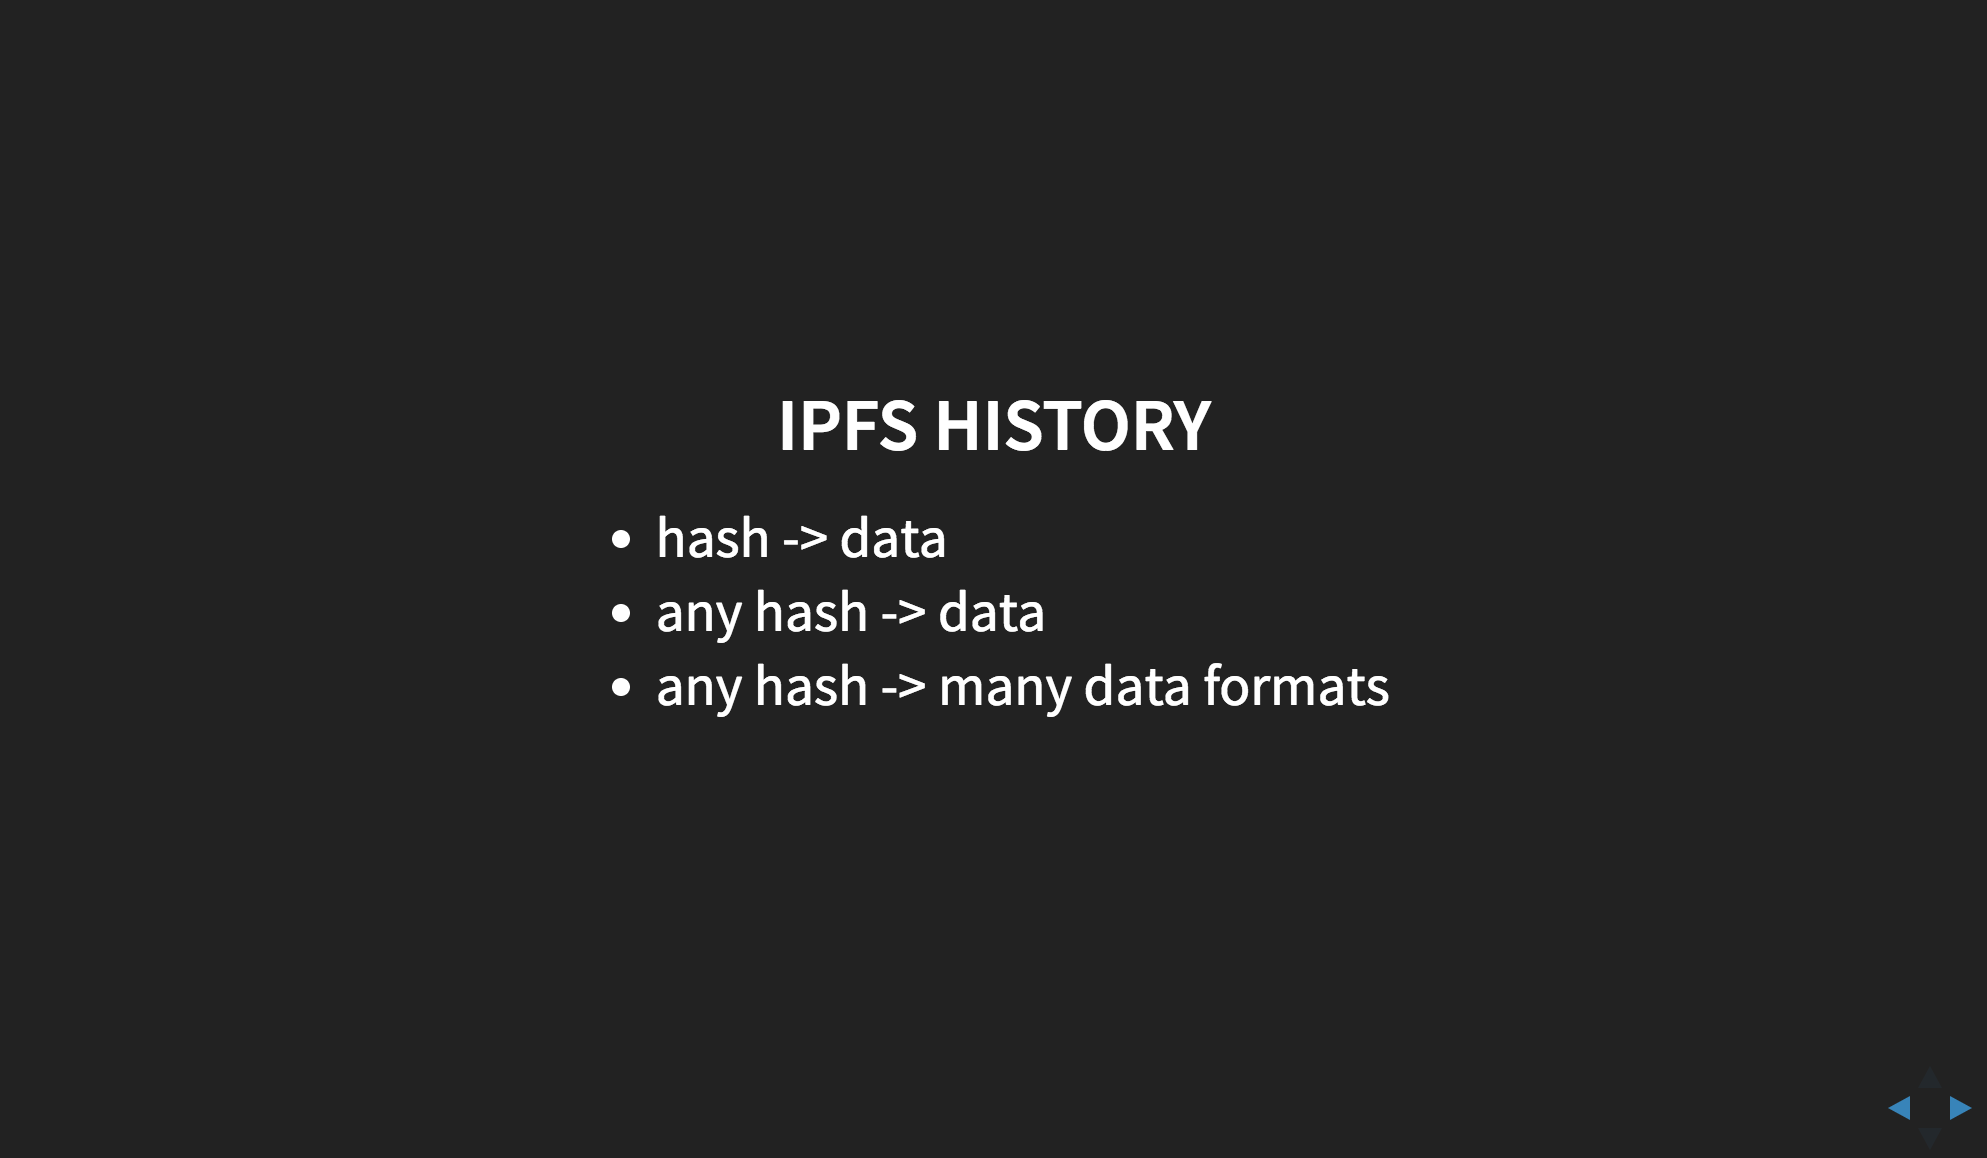 IPFS HISTORY
hash -> data
any hash -> data
any hash -> many data formats